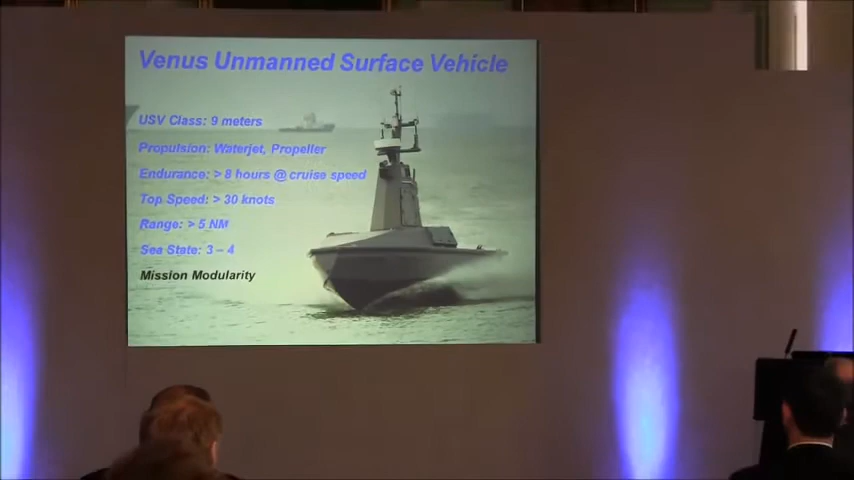 Venus Unmanned Surface Vehicle
USV Class: 9 meters
Propulsion: Waterjet, Propeller
Endurance: > 8 hours @ cruise speed
Top Speed: > 30 knots
Range: > 5 NM
Sea State: 3 – 4
Mission Modularity